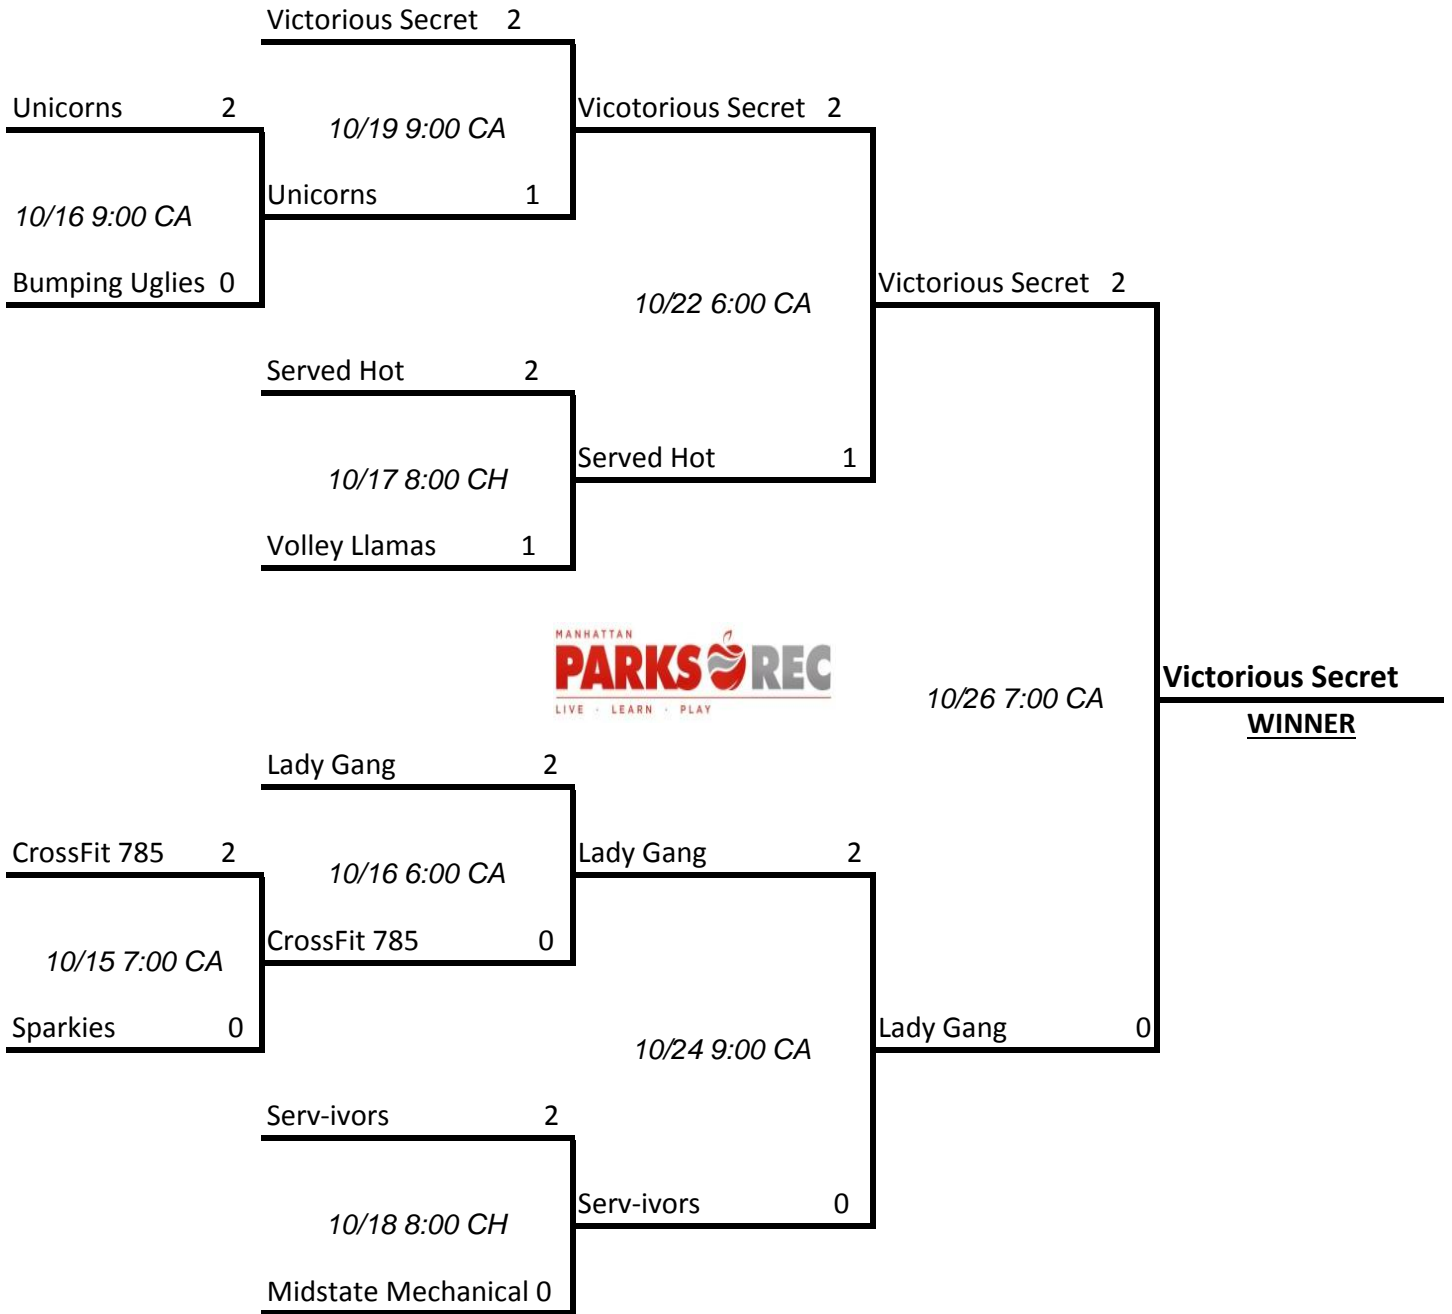 Victorious Secret 2
Unicorns 2
Vicotorious Secret 2
10/19 9:00 CA
Unicorns 1
10/16 9:00 CA
Bumping Uglies 0
Victorious Secret 2
10/22 6:00 CA
Served Hot 2
Served Hot 1
10/17 8:00 CH
Volley Llamas 1
MANHATTAN
PARKS REC
LIVE · LEARN · PLAY
Victorious Secret
10/26 7:00 CA
WINNER
Lady Gang 2
CrossFit 785 2
Lady Gang 2
10/16 6:00 CA
CrossFit 785 0
10/15 7:00 CA
Sparkies 0
Lady Gang 0
10/24 9:00 CA
Serv-ivors 2
Serv-ivors 0
10/18 8:00 CH
Midstate Mechanical 0